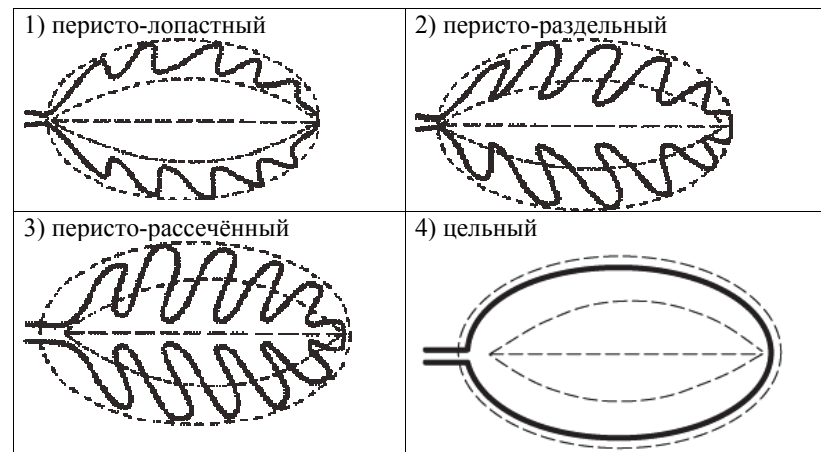 1) перисто-лопастный
2) перисто-раздельный
3) перисто-рассечённый
4) цельный